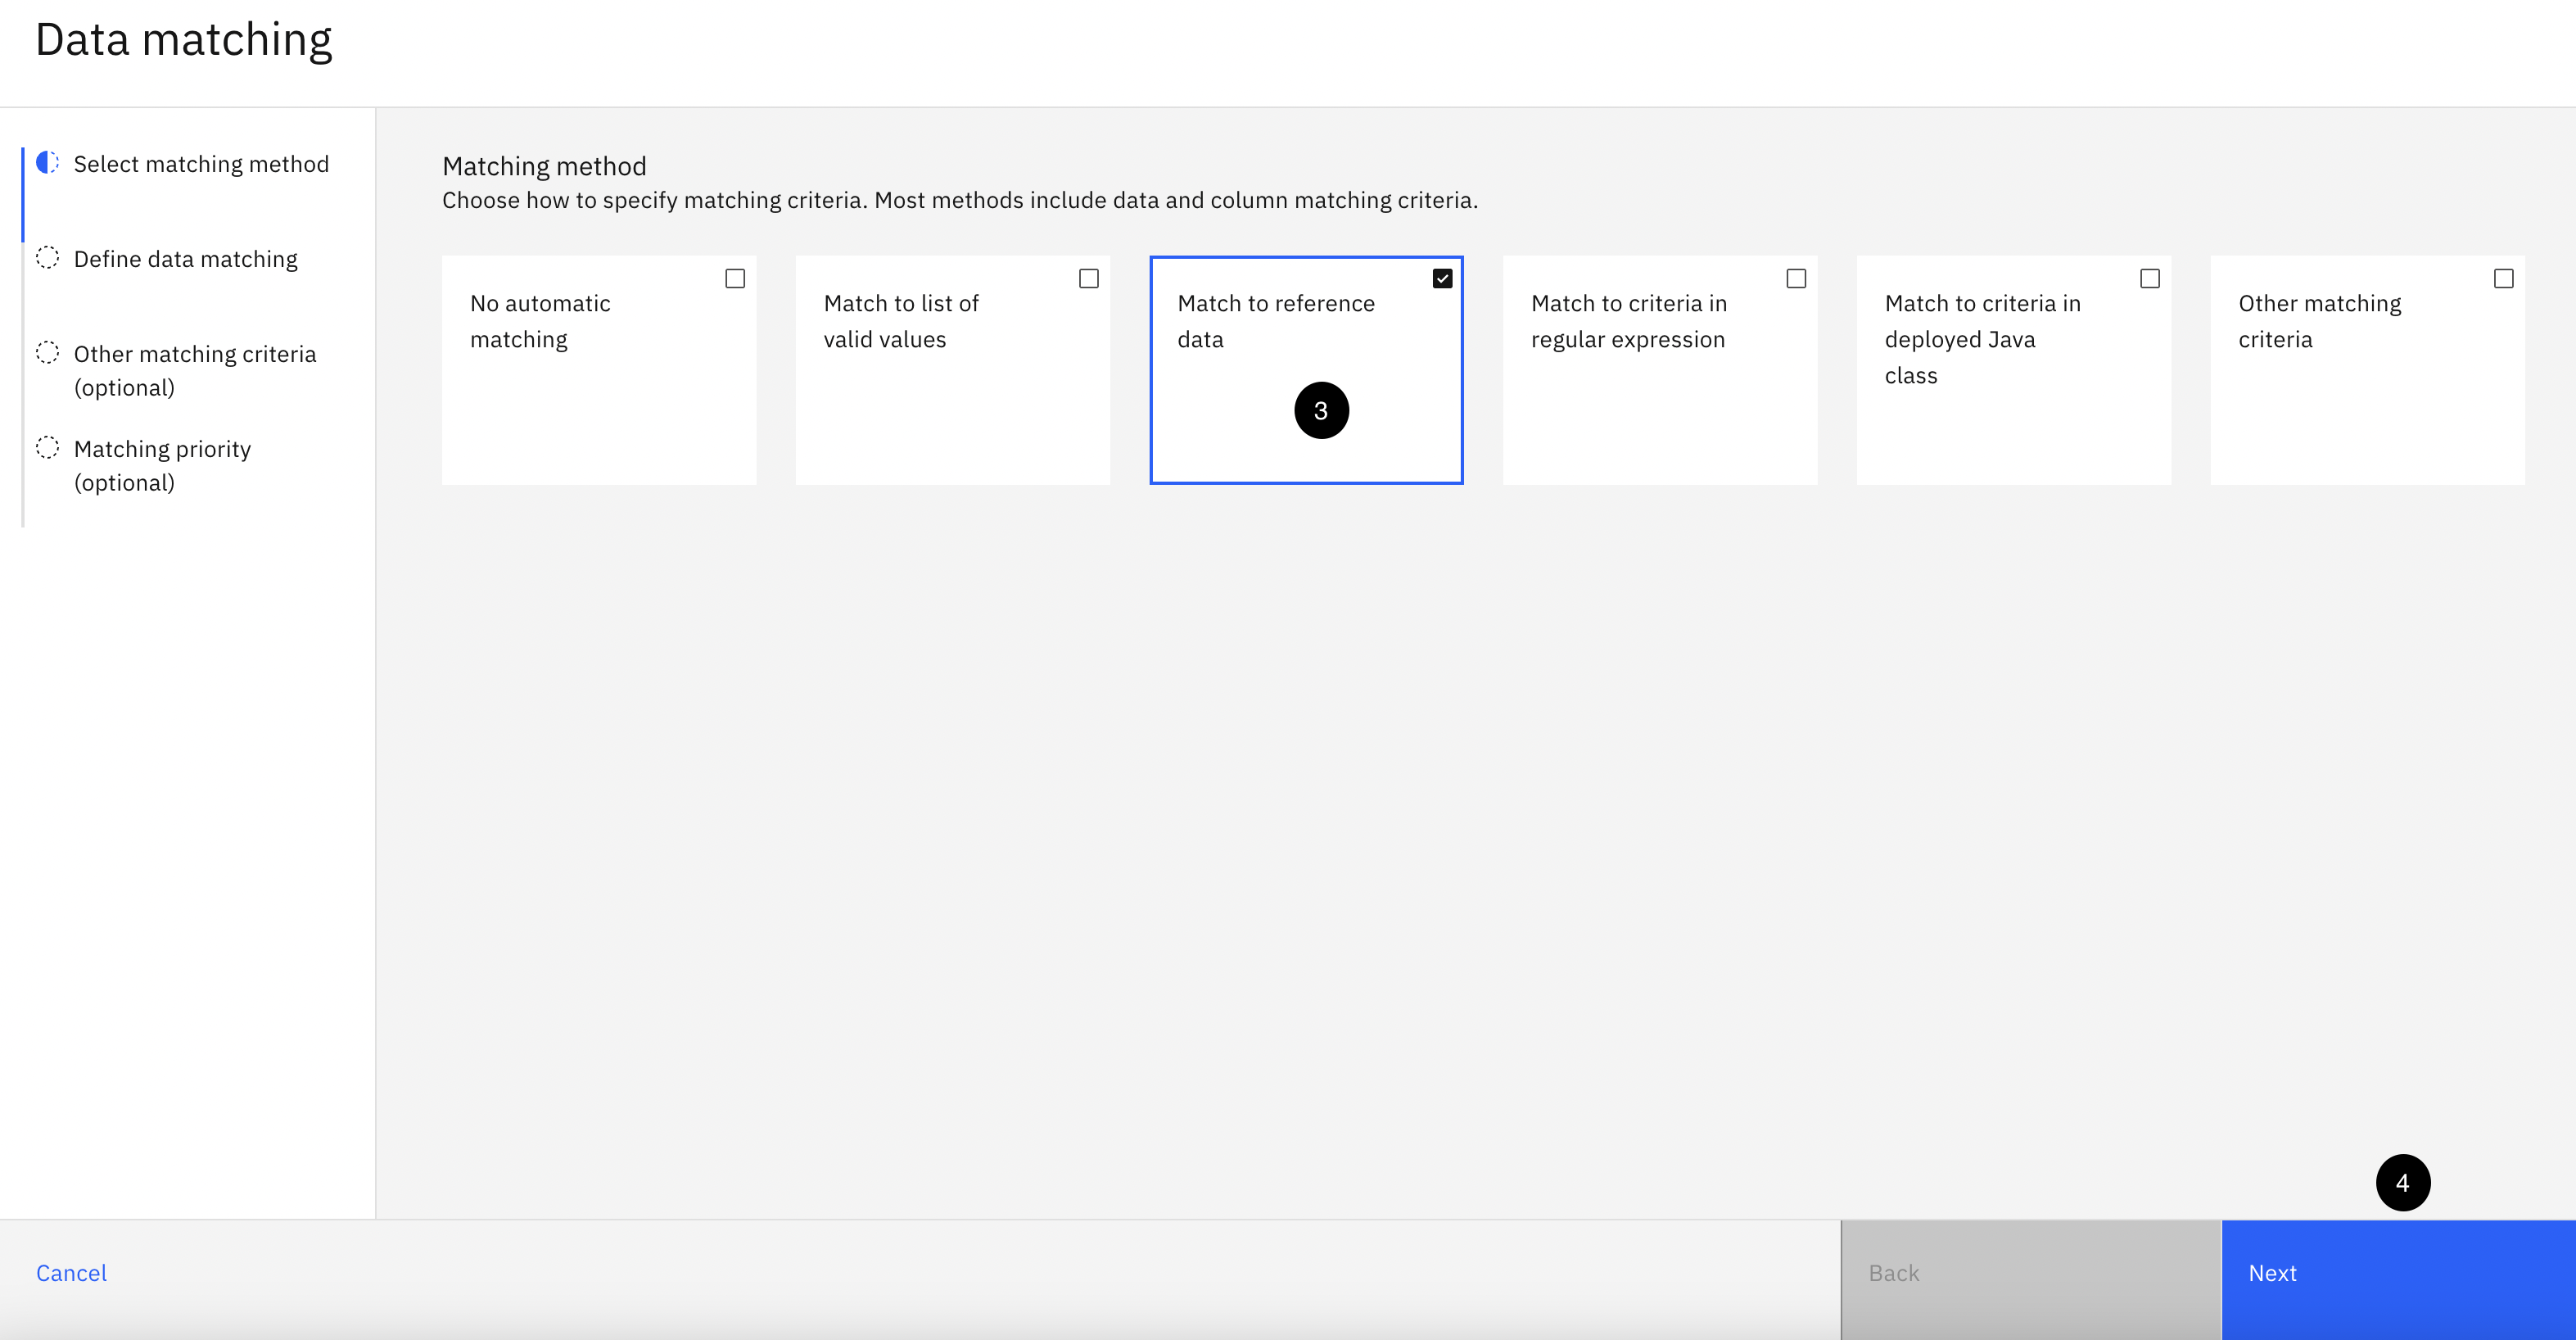 Data matching
Select matching method
Define data matching
Other matching criteria
(optional)
Matching priority
(optional)
Matching method
Choose how to specify matching criteria. Most methods include data and column matching criteria.
No automatic
matching
Match to list of
valid values
Match to reference
data
3
Match to criteria in
regular expression
Match to criteria in
deployed Java
class
Other matching
criteria
4
Cancel
Back
Next